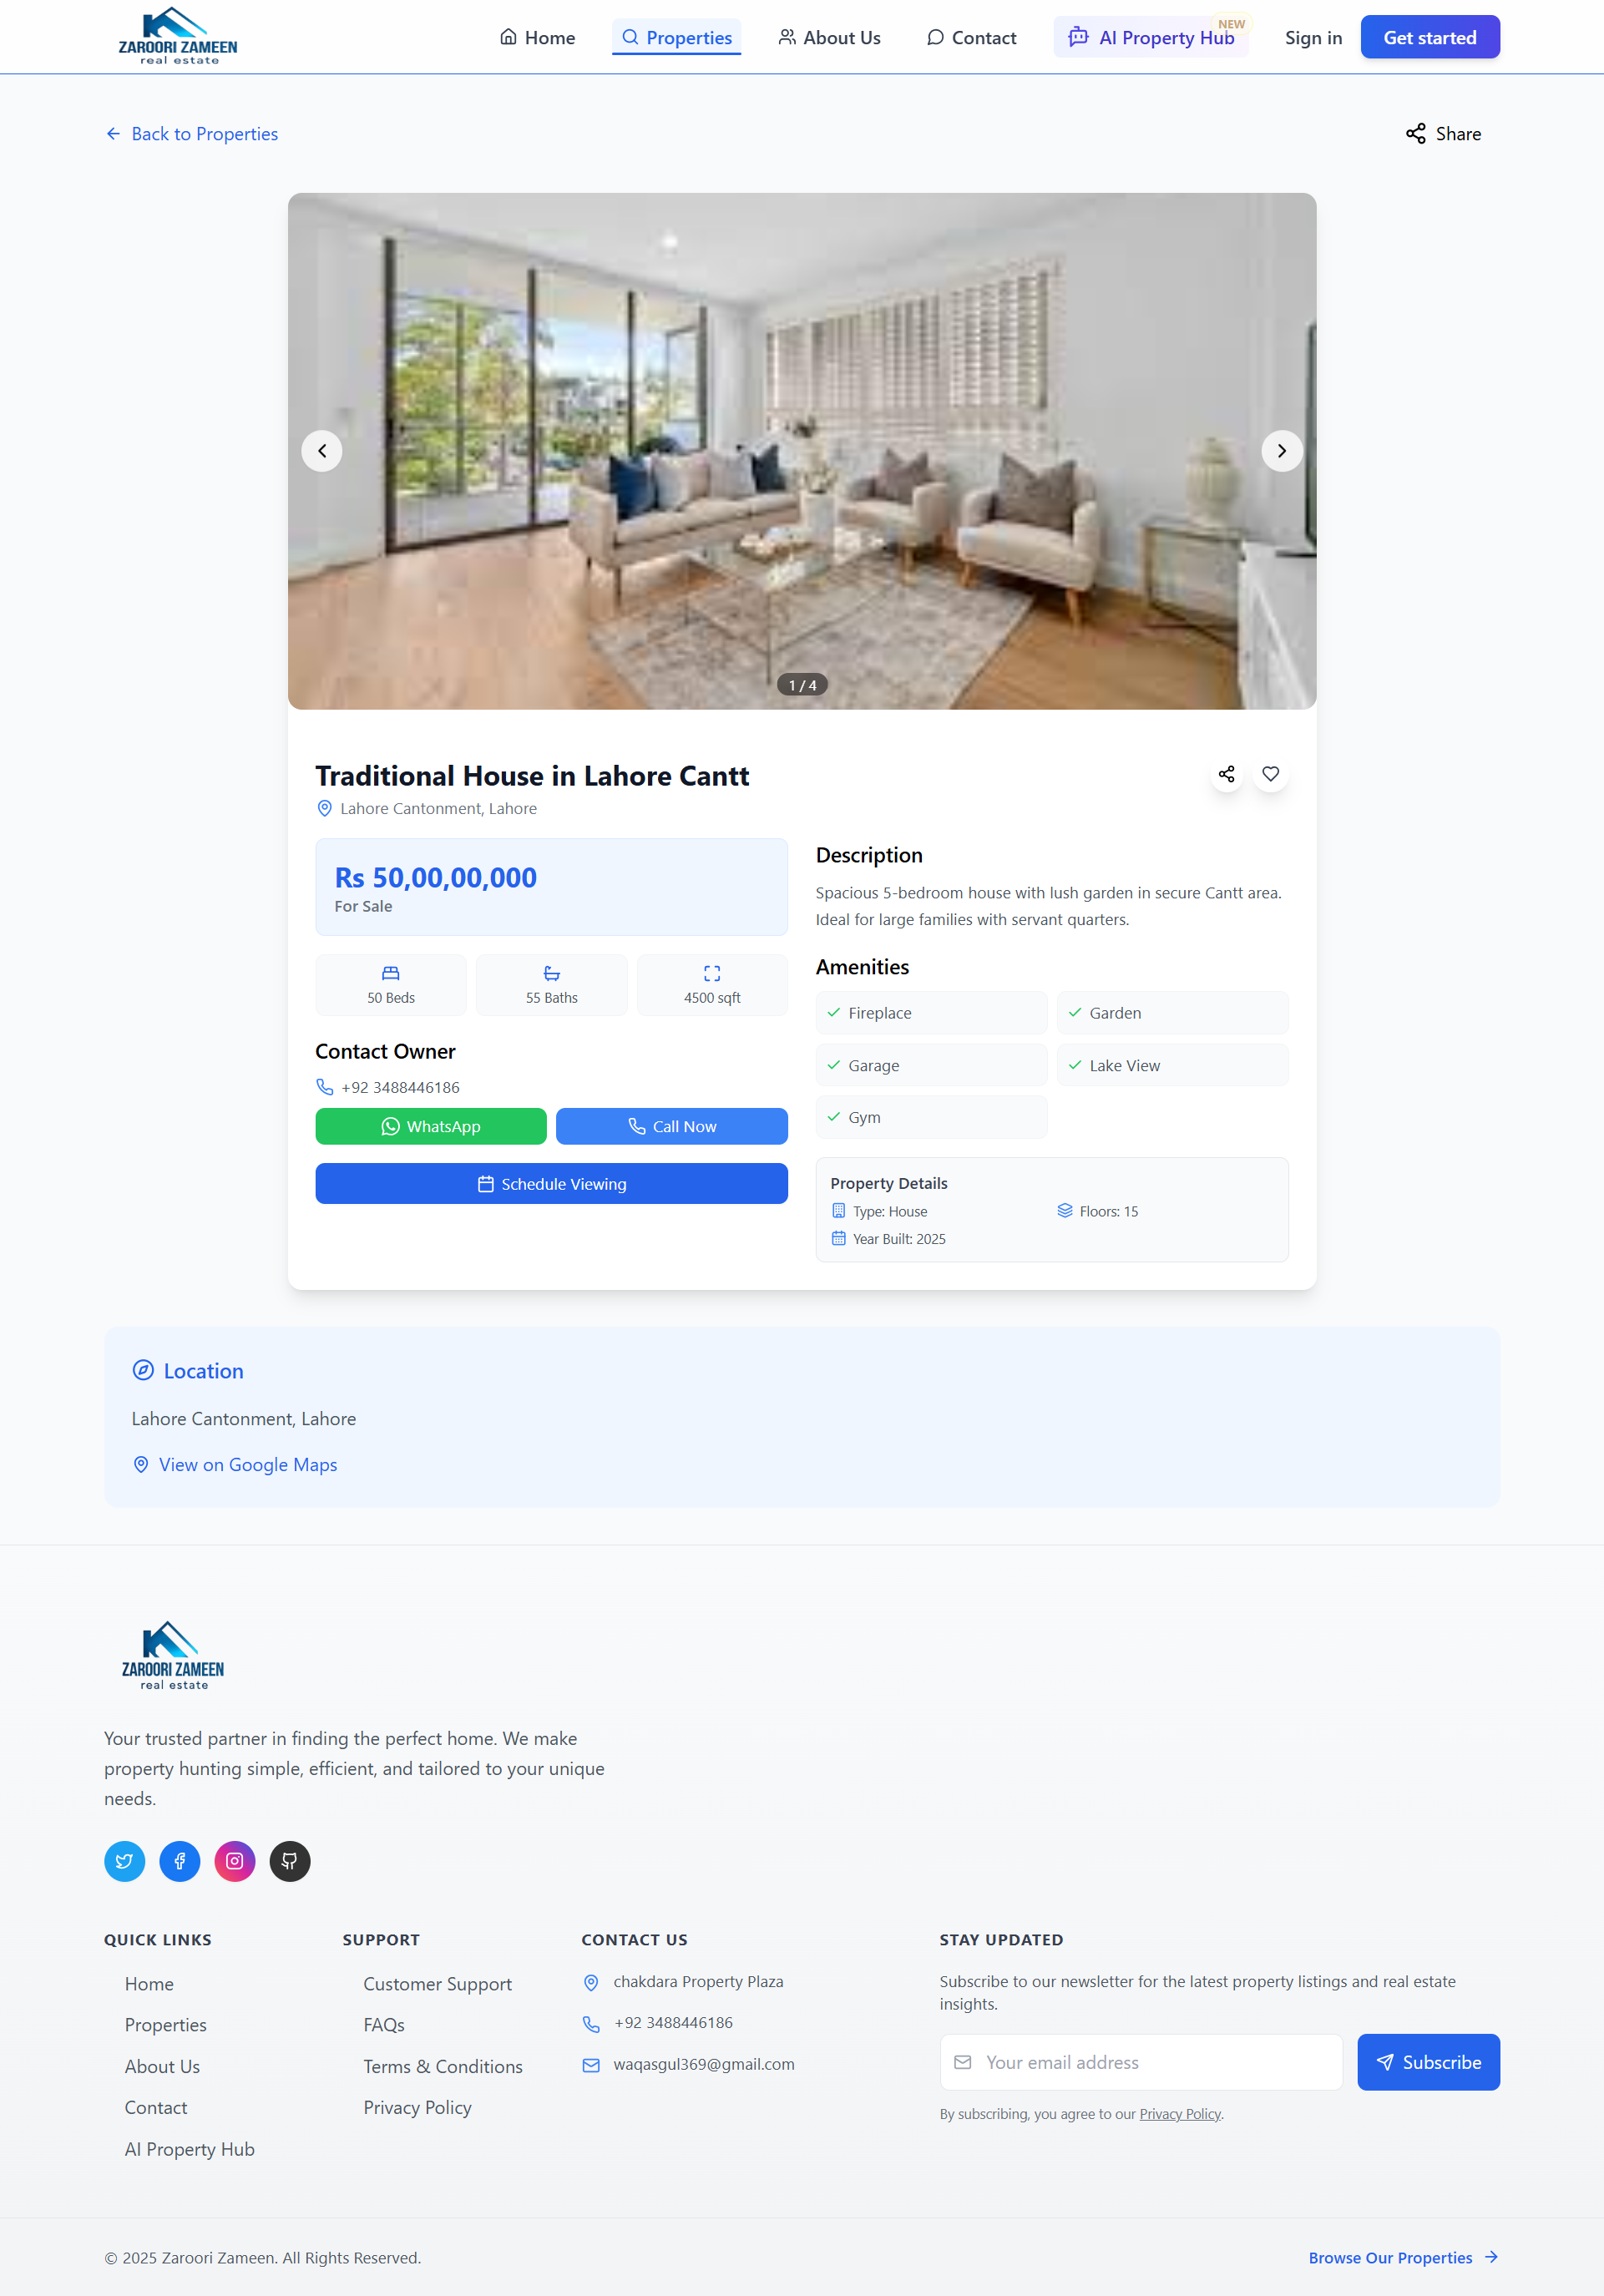 ZAROORI ZAMEEN
real estate
Home
Properties
About Us
Contact
AI Property Hub
NEW
Sign in
Get started
Back to Properties
Share
1 / 4
Traditional House in Lahore Cantt
Lahore Cantonment, Lahore
Rs 50,00,00,000
For Sale
50 Beds
55 Baths
4500 sqft
Contact Owner
+92 3488446186
WhatsApp
Call Now
Schedule Viewing
Description
Spacious 5-bedroom house with lush garden in secure Cantt area.
Ideal for large families with servant quarters.
Amenities
Fireplace
Garden
Garage
Lake View
Gym
Property Details
Type: House
Floors: 15
Year Built: 2025
Location
Lahore Cantonment, Lahore
View on Google Maps
ZAROORI ZAMEEN
real estate
Your trusted partner in finding the perfect home. We make
property hunting simple, efficient, and tailored to your unique
needs.
QUICK LINKS
Home
Properties
About Us
Contact
AI Property Hub
SUPPORT
Customer Support
FAQs
Terms & Conditions
Privacy Policy
CONTACT US
chakdara Property Plaza
+92 3488446186
waqasgul369@gmail.com
STAY UPDATED
Subscribe to our newsletter for the latest property listings and real estate
insights.
Your email address
Subscribe
By subscribing, you agree to our Privacy Policy.
© 2025 Zaroori Zameen. All Rights Reserved.
Browse Our Properties